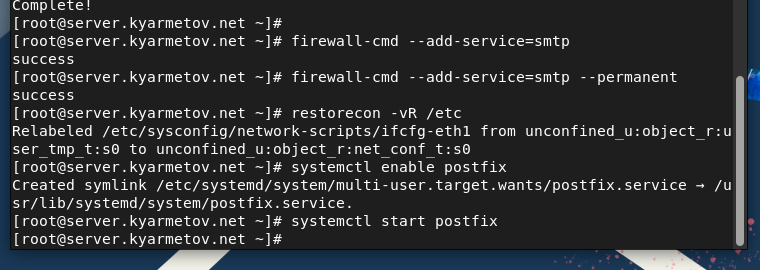 Complete!
[root@server.kyarmetov.net ~]#
[root@server.kyarmetov.net ~]# firewall-cmd --add-service=smtp
success
[root@server.kyarmetov.net ~]# firewall-cmd --add-service=smtp --permanent
success
[root@server.kyarmetov.net ~]# restorecon -vR /etc
Relabeled /etc/sysconfig/network-scripts/ifcfg-eth1 from unconfined_u:object_r:u
ser_tmp_t:s0 to unconfined_u:object_r:net_conf_t:s0
[root@server.kyarmetov.net ~]# systemctl enable postfix
Created symlink /etc/systemd/system/multi-user.target.wants/postfix.service → /u
sr/lib/systemd/system/postfix.service.
[root@server.kyarmetov.net ~]# systemctl start postfix
[root@server.kyarmetov.net ~]#